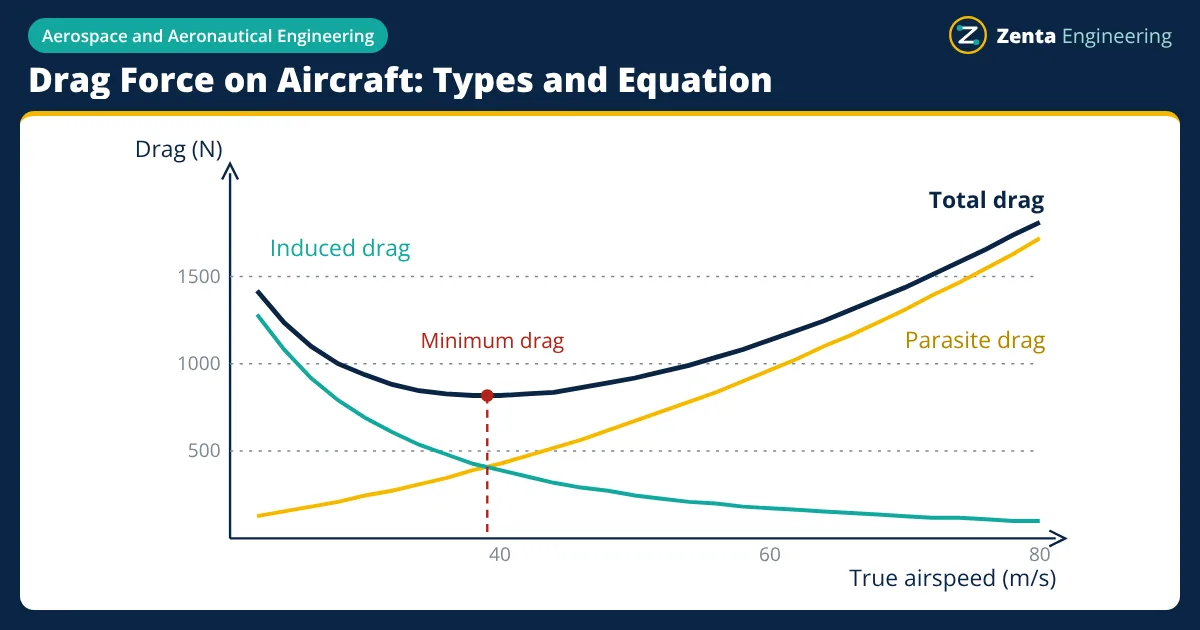 Aerospace and Aeronautical Engineering
Zenta Engineering
Drag Force on Aircraft: Types and Equation
Drag (N)
Total drag
Induced drag
1500
Minimum drag
Parasite drag
1000
500
40
60
80
True airspeed (m/s)